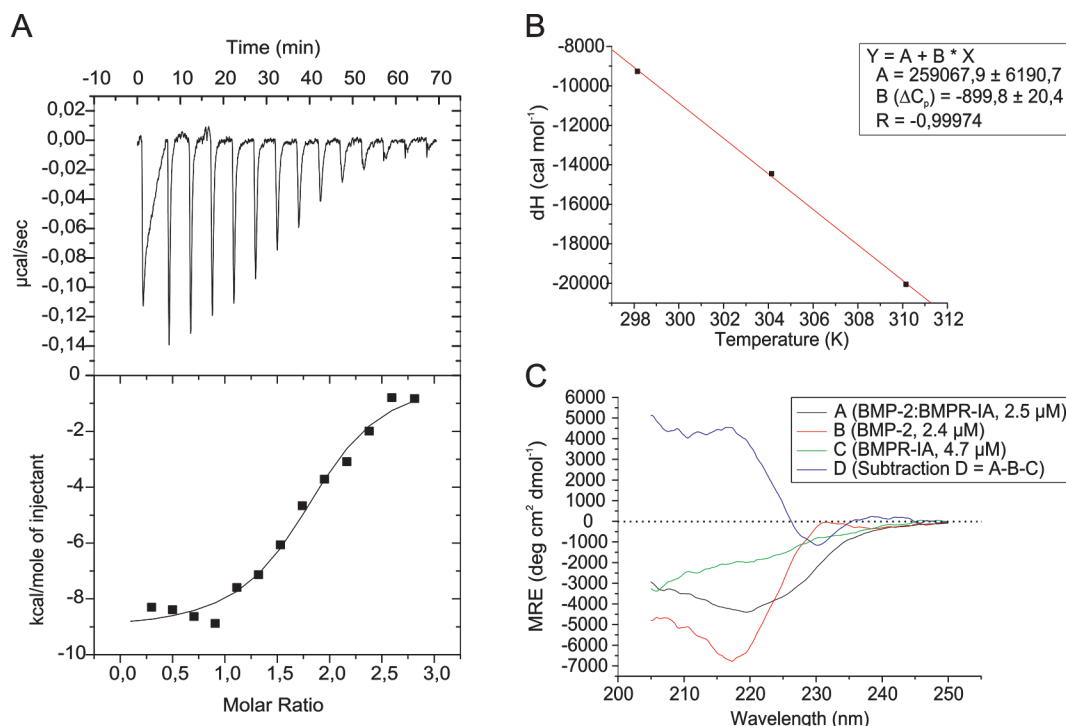 A
Time (min)
-10 0 10 20 30 40 50 60 70
0,02
0,00
-0,02
-0,04
-0,06
-0,08
-0,10
-0,12
-0,14
µcal/sec
0
-2
-4
-6
-8
-10
kcal/mole of injectant
0,0 0,5 1,0 1,5 2,0 2,5 3,0
Molar Ratio
B
-8000
-10000
-12000
-14000
-16000
-18000
-20000
dH (cal mol⁻¹)
298 300 302 304 306 308 310 312
Temperature (K)
Y = A + B * X
A = 259067,9 ± 6190,7
B (ΔCp) = -899,8 ± 20,4
R = -0,99974
C
6000
5000
4000
3000
2000
1000
0
-1000
-2000
-3000
-4000
-5000
-6000
-7000
MRE (deg cm² dmol⁻¹)
A (BMP-2:BMPR-IA, 2.5 µM)
B (BMP-2, 2.4 µM)
C (BMPR-IA, 4.7 µM)
D (Subtraction D = A-B-C)
200 210 220 230 240 250
Wavelength (nm)